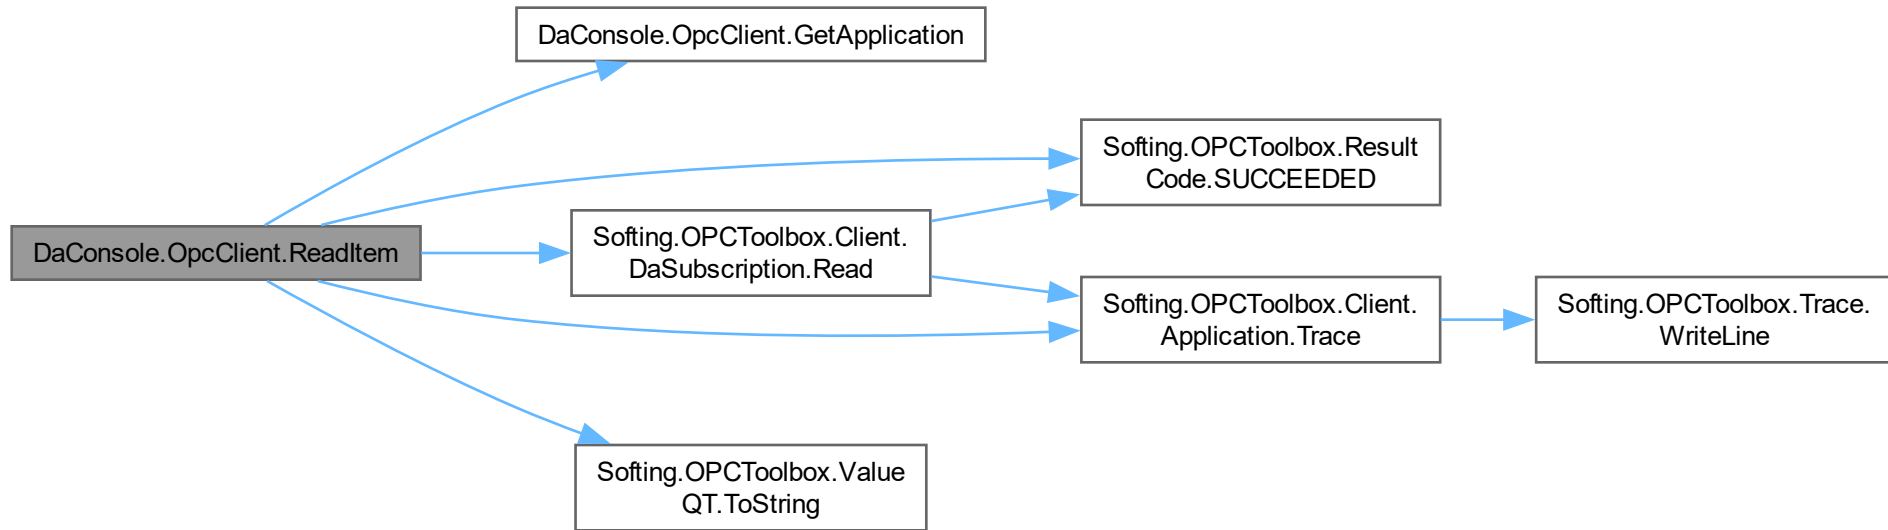 DaConsole.OpcClient.GetApplication
Softing.OPCToolbox.Result
Code.SUCCEEDED
DaConsole.OpcClient.ReadItem
Softing.OPCToolbox.Client.
DaSubscription.Read
Softing.OPCToolbox.Client.
Application.Trace
Softing.OPCToolbox.Trace.
WriteLine
Softing.OPCToolbox.Value
QT.ToString